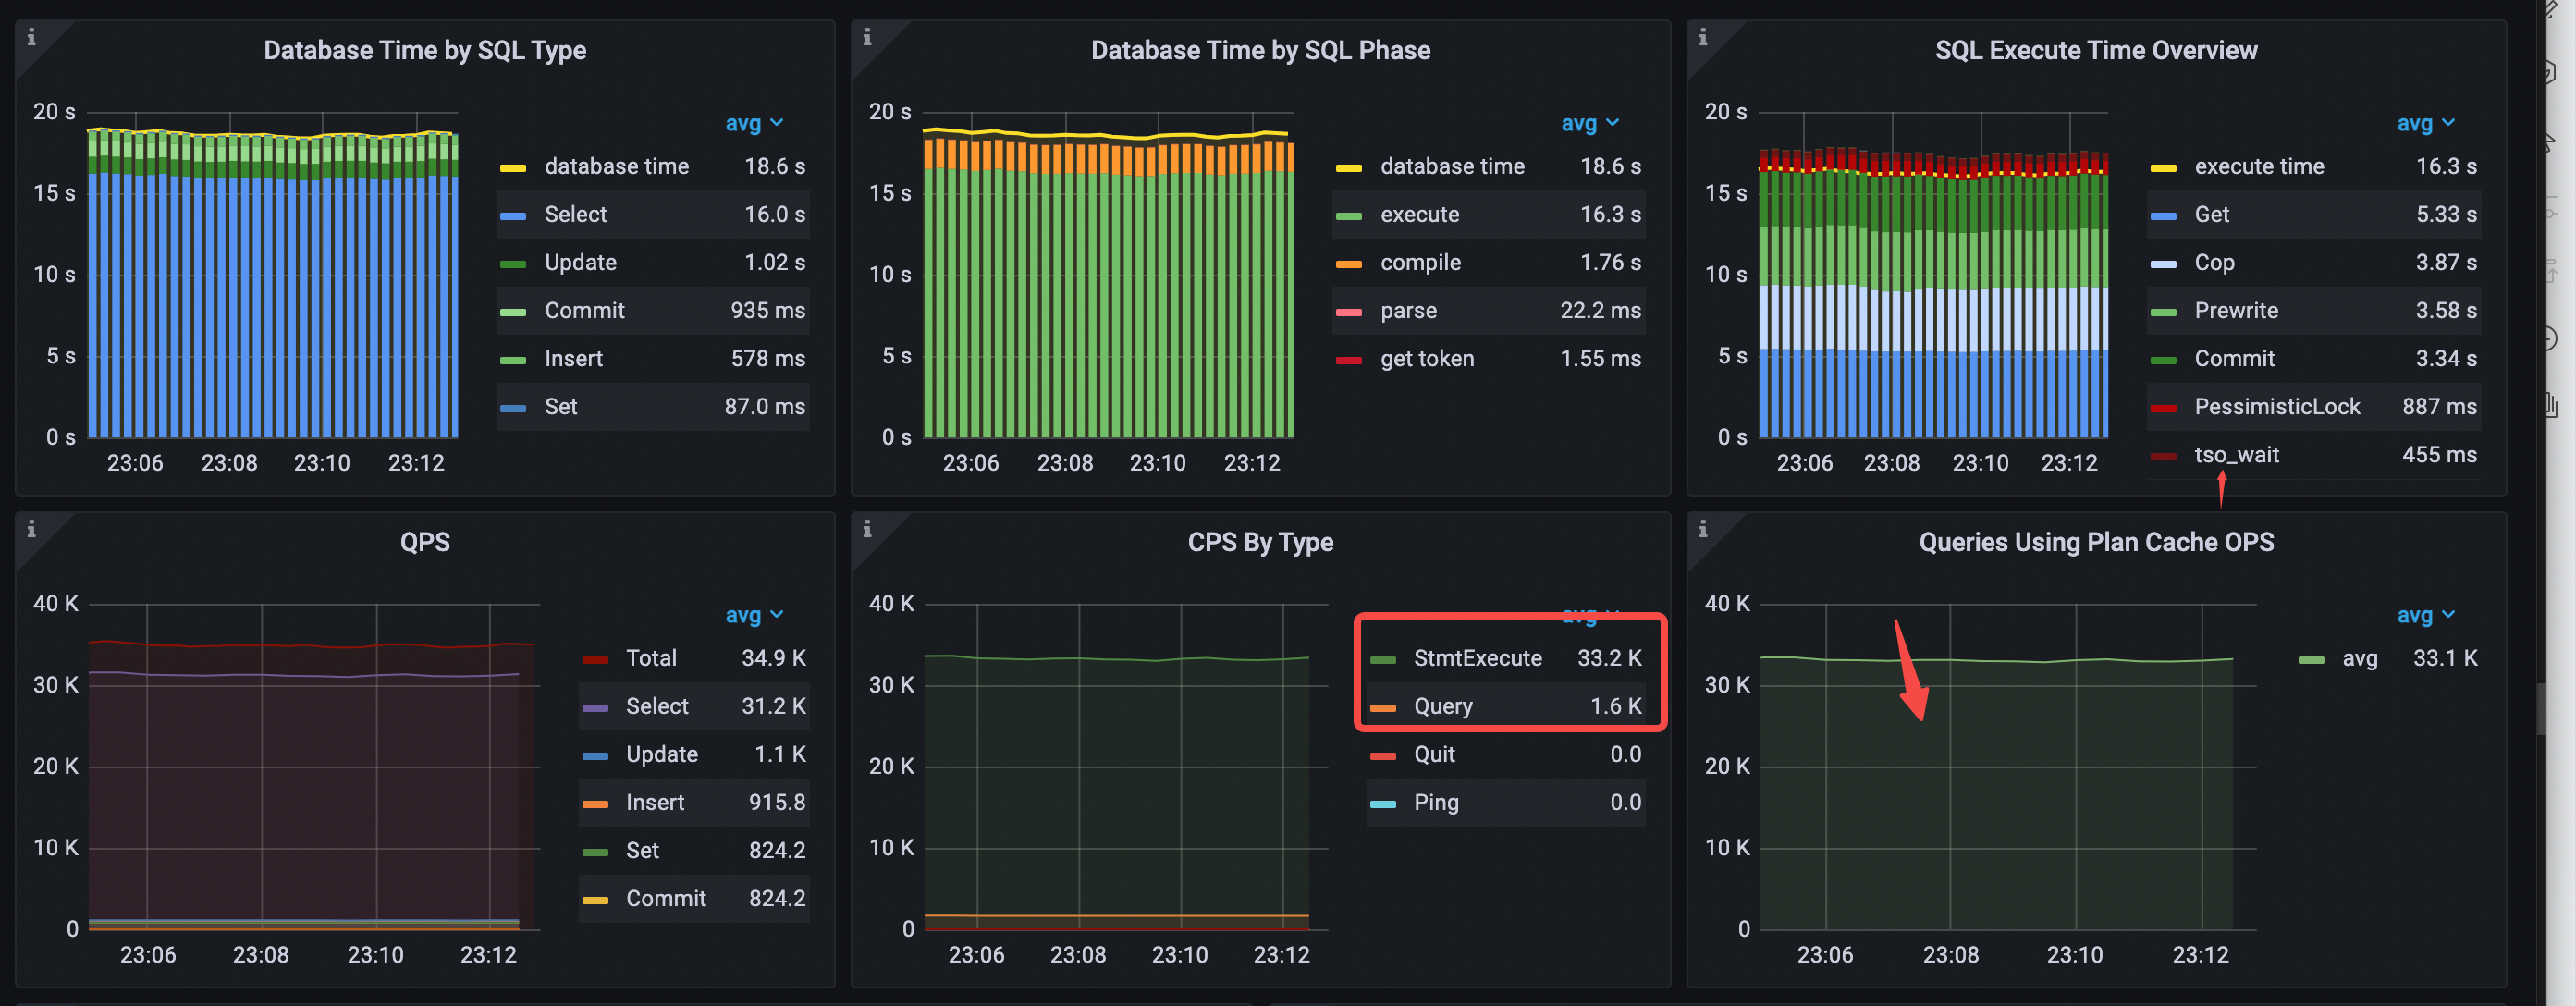 Database Time by SQL Type
20 s
15 s
10 s
5 s
0 s
23:06 23:08 23:10 23:12
avg
database time 18.6 s
Select 16.0 s
Update 1.02 s
Commit 935 ms
Insert 578 ms
Set 87.0 ms
Database Time by SQL Phase
20 s
15 s
10 s
5 s
0 s
23:06 23:08 23:10 23:12
avg
database time 18.6 s
execute 16.3 s
compile 1.76 s
parse 22.2 ms
get token 1.55 ms
SQL Execute Time Overview
20 s
15 s
10 s
5 s
0 s
23:06 23:08 23:10 23:12
avg
execute time 16.3 s
Get 5.33 s
Cop 3.87 s
Prewrite 3.58 s
Commit 3.34 s
PessimisticLock 887 ms
tso_wait 455 ms
QPS
40 K
30 K
20 K
10 K
0
23:06 23:08 23:10 23:12
avg
Total 34.9 K
Select 31.2 K
Update 1.1 K
Insert 915.8
Set 824.2
Commit 824.2
CPS By Type
40 K
30 K
20 K
10 K
0
23:06 23:08 23:10 23:12
avg
StmtExecute 33.2 K
Query 1.6 K
Quit 0.0
Ping 0.0
Queries Using Plan Cache OPS
40 K
30 K
20 K
10 K
0
23:06 23:08 23:10 23:12
avg
avg 33.1 K